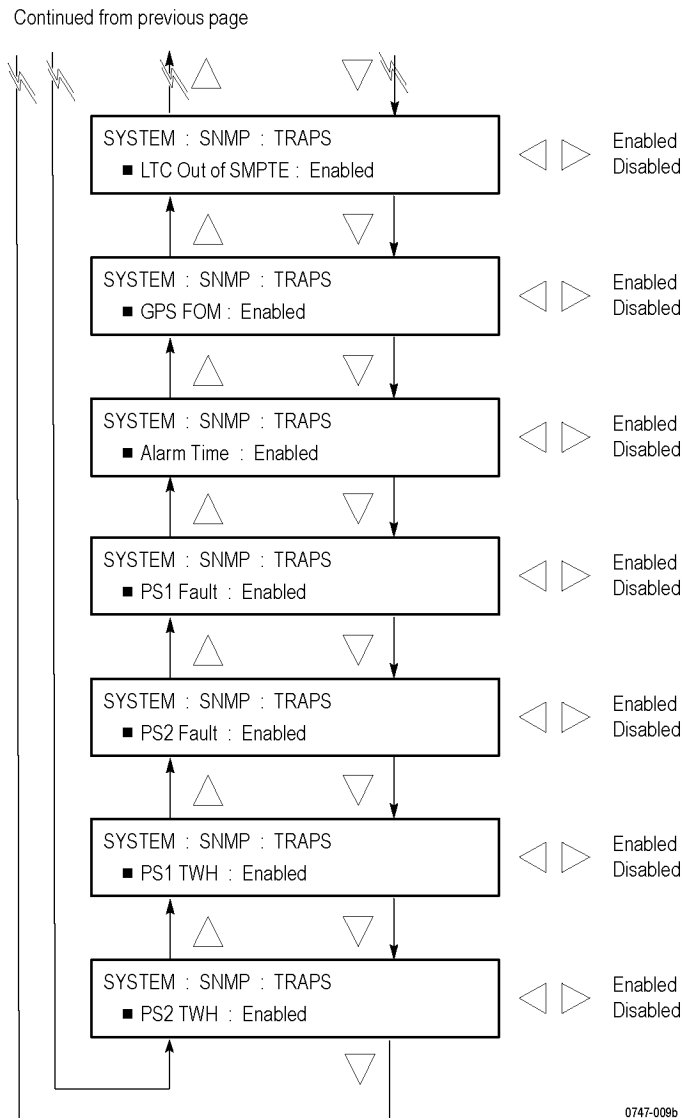 Continued from previous page
SYSTEM : SNMP : TRAPS
■ LTC Out of SMPTE : Enabled
Enabled
Disabled
SYSTEM : SNMP : TRAPS
■ GPS FOM : Enabled
Enabled
Disabled
SYSTEM : SNMP : TRAPS
■ Alarm Time : Enabled
Enabled
Disabled
SYSTEM : SNMP : TRAPS
■ PS1 Fault : Enabled
Enabled
Disabled
SYSTEM : SNMP : TRAPS
■ PS2 Fault : Enabled
Enabled
Disabled
SYSTEM : SNMP : TRAPS
■ PS1 TWH : Enabled
Enabled
Disabled
SYSTEM : SNMP : TRAPS
■ PS2 TWH : Enabled
Enabled
Disabled
0747-009b